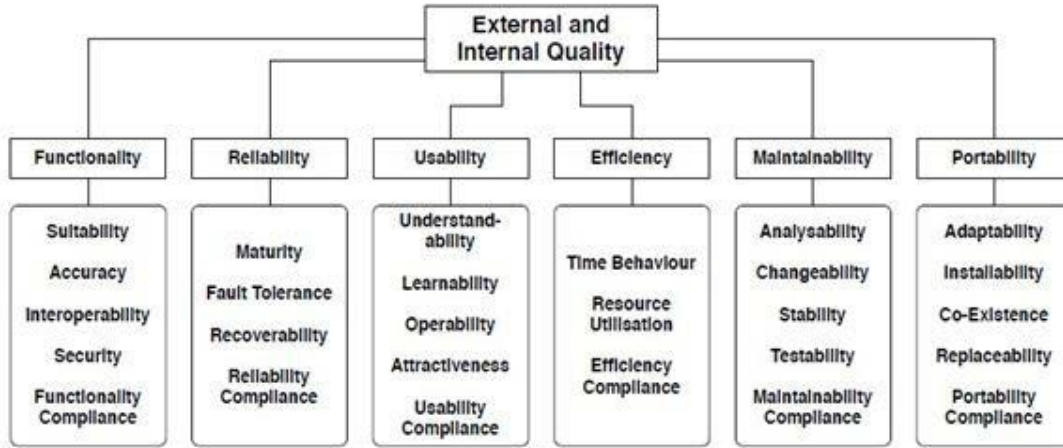 External and
Internal Quality
Functionality
Reliability
Usability
Efficiency
Maintainability
Portability
Suitability
Accuracy
Interoperability
Security
Functionality
Compliance
Maturity
Fault Tolerance
Recoverability
Reliability
Compliance
Understand-
ability
Learnability
Operability
Attractiveness
Usability
Compliance
Time Behaviour
Resource
Utilisation
Efficiency
Compliance
Analysability
Changeability
Stability
Testability
Maintainability
Compliance
Adaptability
Installability
Co-Existence
Replaceability
Portability
Compliance